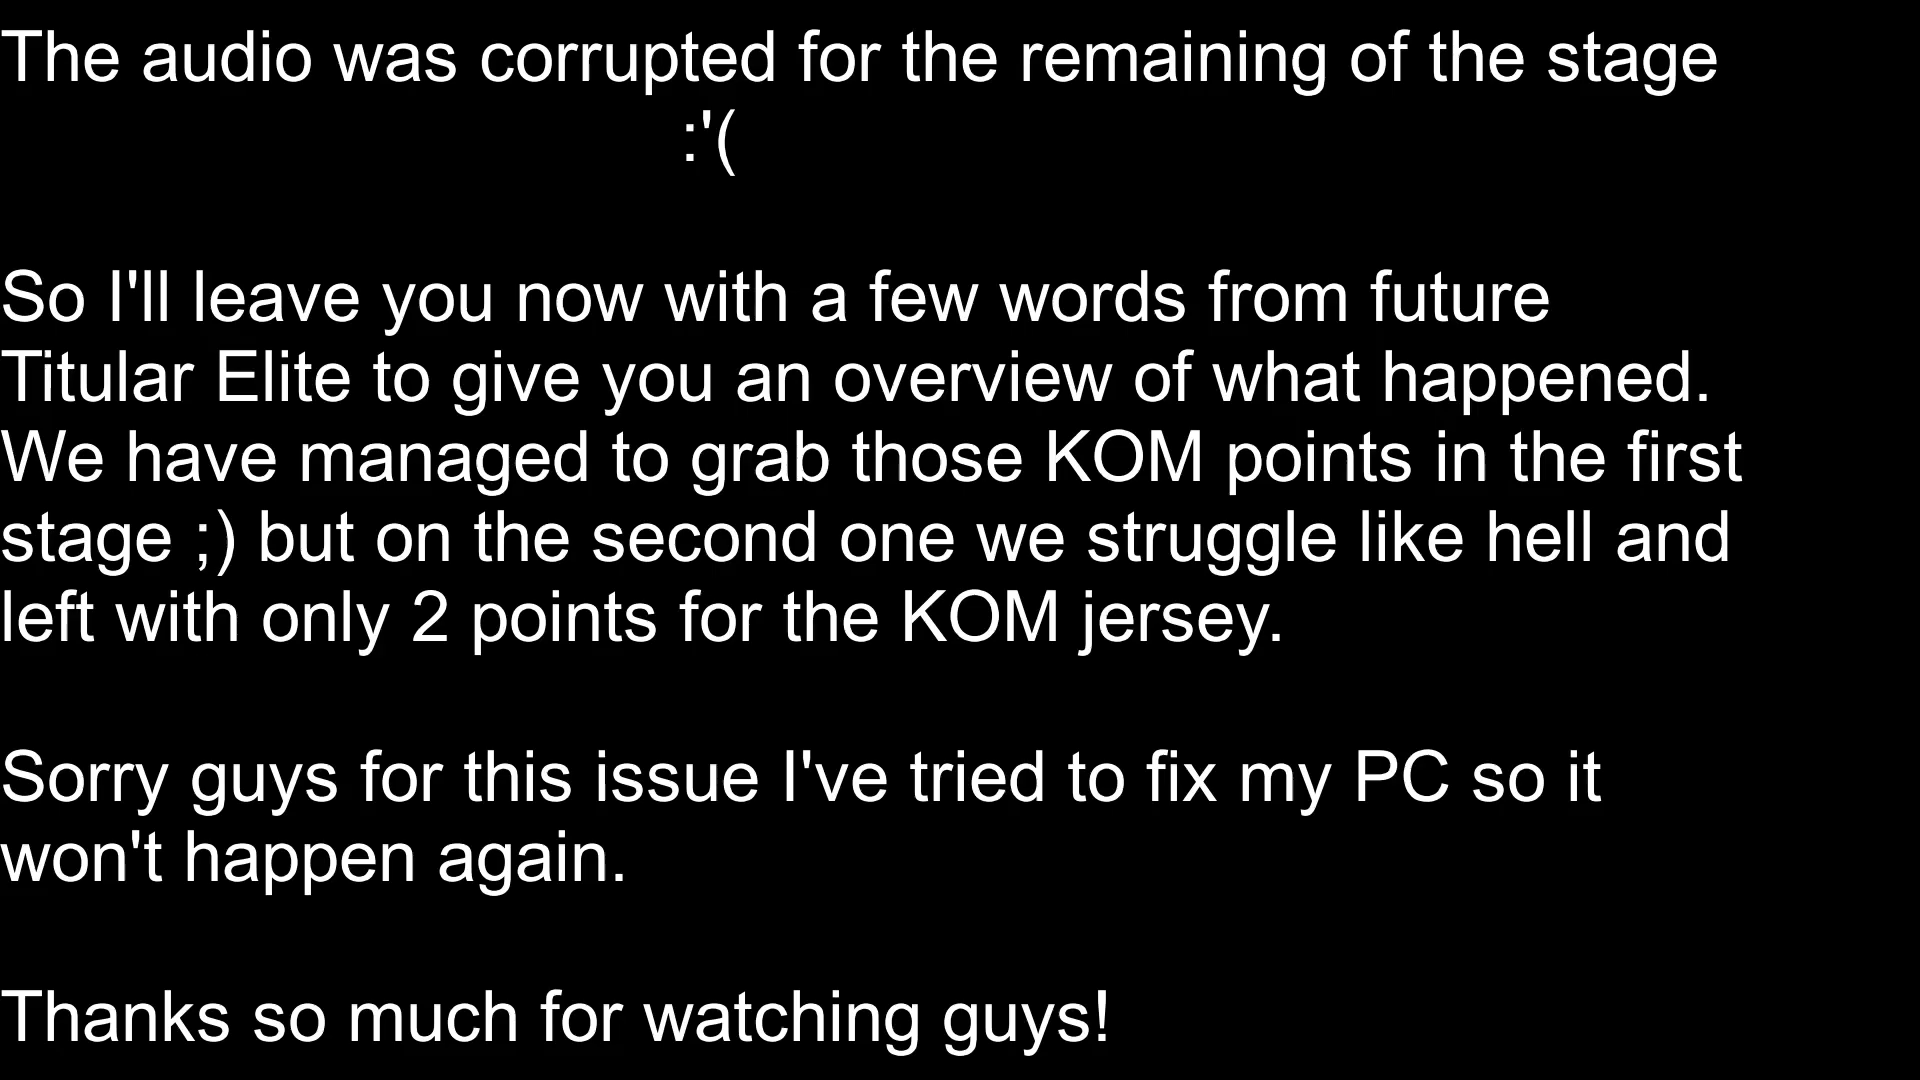 The audio was corrupted for the remaining of the stage
:'(
So I'll leave you now with a few words from future
Titular Elite to give you an overview of what happened.
We have managed to grab those KOM points in the first
stage ;) but on the second one we struggle like hell and
left with only 2 points for the KOM jersey.
Sorry guys for this issue I've tried to fix my PC so it
won't happen again.
Thanks so much for watching guys!